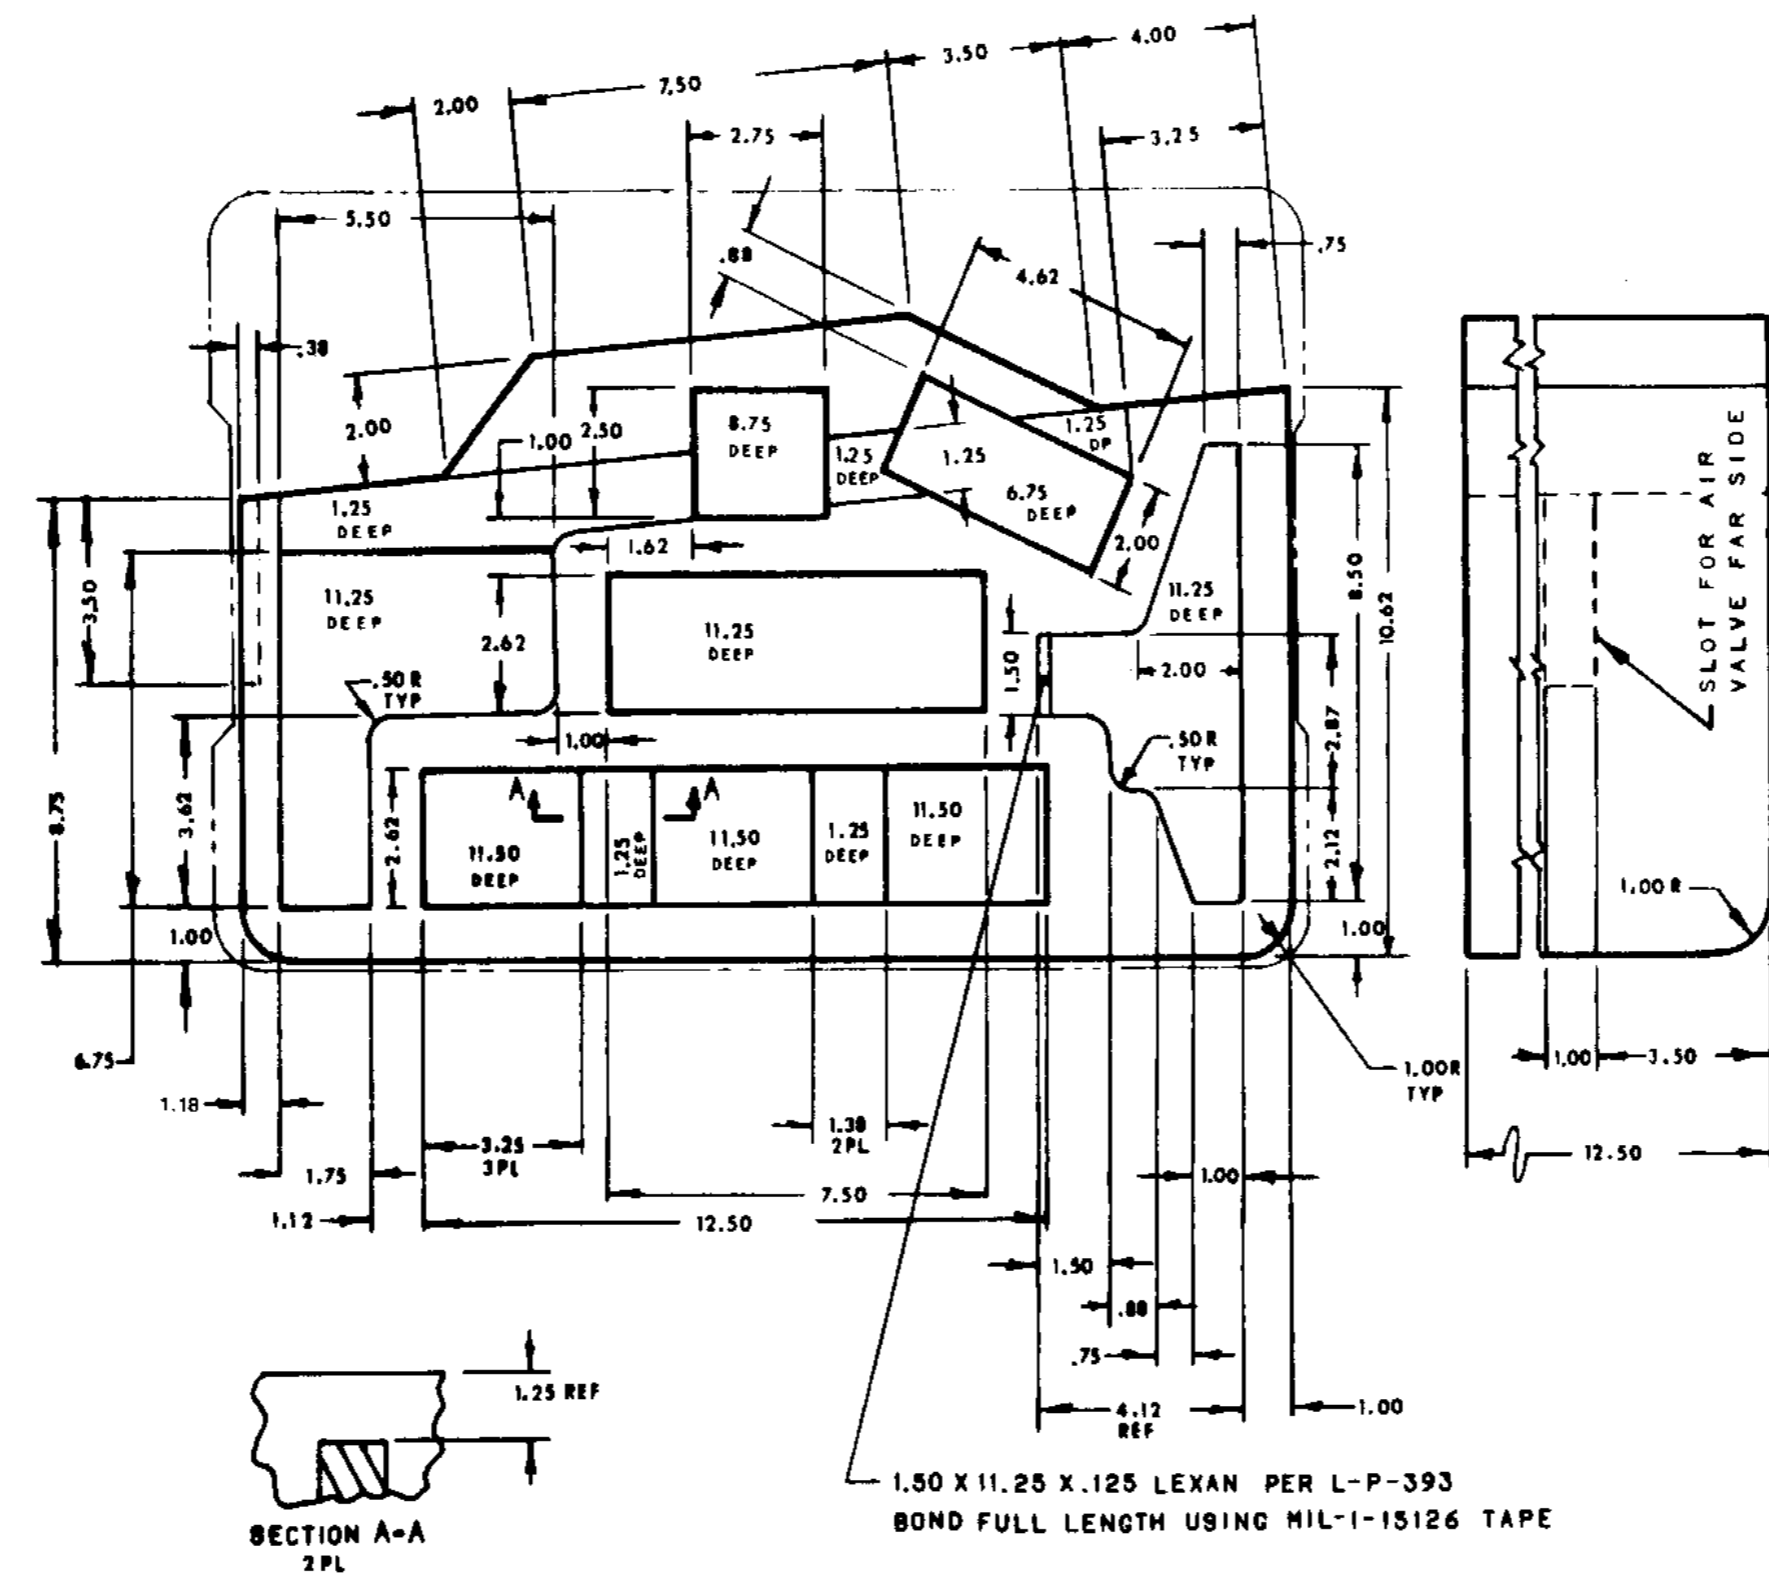 4.00
3.50
7.50
2.00
2.75
3.25
5.50
.75
.88
4.62
.38
2.00
1.00
2.50
8.75
DEEP
1.25
DP
1.25
DEEP
1.25
6.75
DEEP
1.25
DEEP
1.62
2.00
11.25
DEEP
8.50
10.62
3.50
11.25
DEEP
2.62
11.25
DEEP
1.50
2.00
.50 R
TYP
1.00
2.87
.50 R
TYP
SLOT FOR AIR
VALVE FAR SIDE
8.75
3.62
2.62
A
A
11.50
DEEP
1.25
DEEP
11.50
DEEP
1.25
DEEP
11.50
DEEP
2.12
1.00 R
1.00
1.00
6.75
1.18
1.00R
TYP
1.00
3.50
12.50
3.25
3PL
1.38
2PL
1.75
1.00
7.50
1.12
12.50
1.50
.88
.75
4.12
REF
1.00
1.25 REF
SECTION A-A
2PL
1.50 X 11.25 X .125 LEXAN PER L-P-393
BOND FULL LENGTH USING MIL-I-15126 TAPE